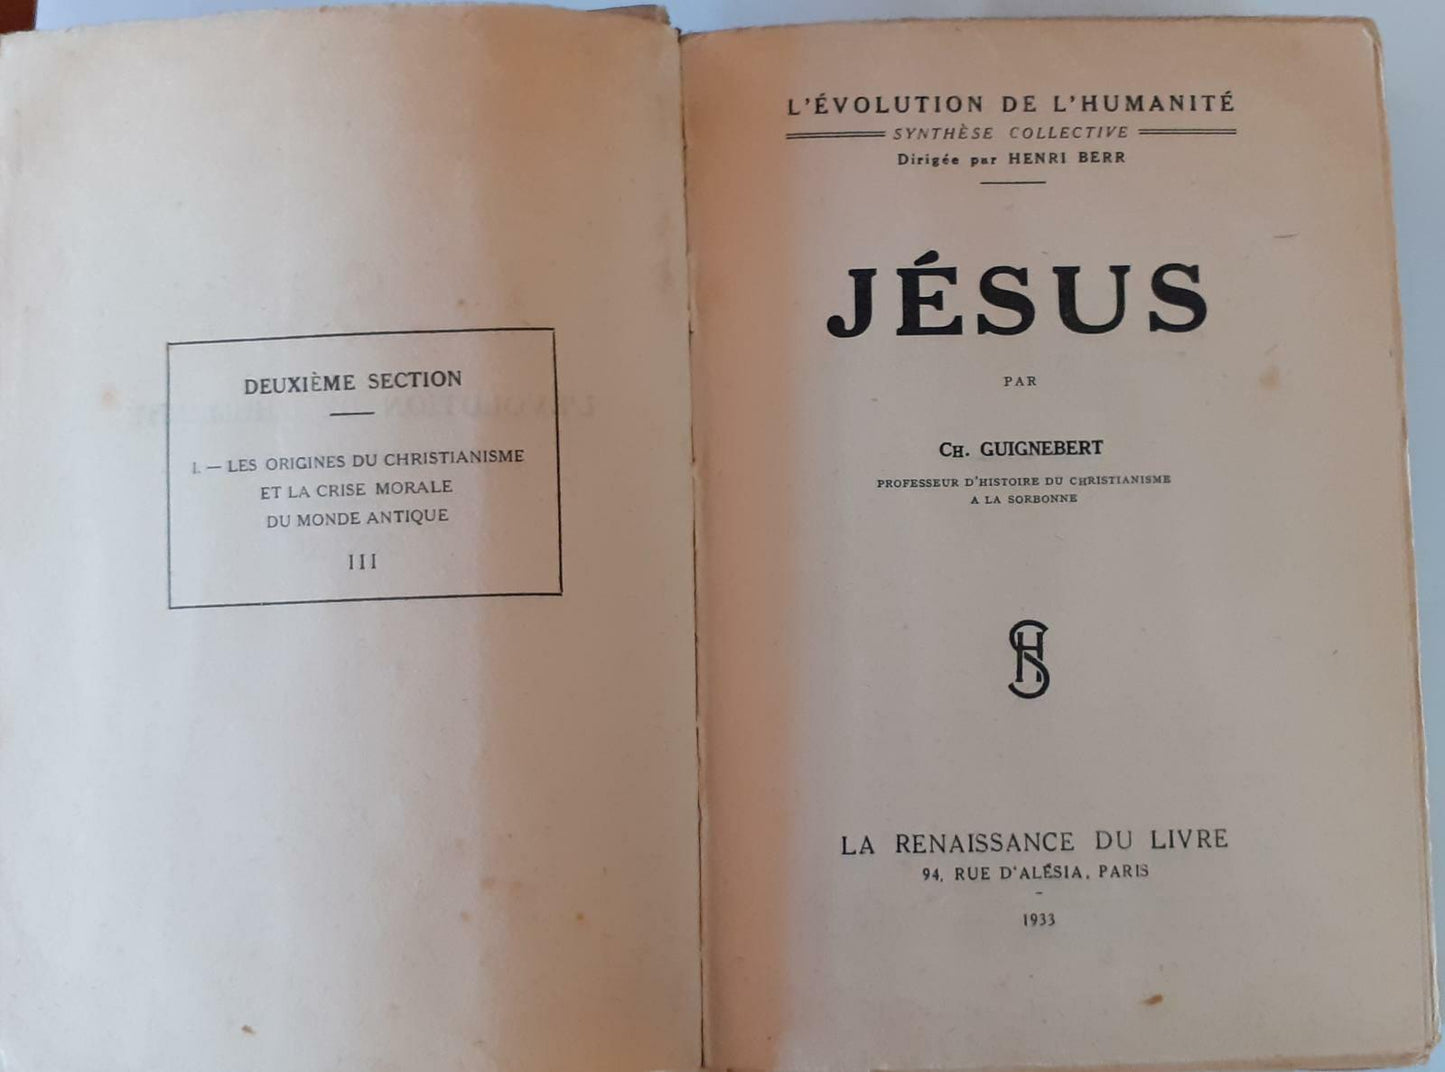 DEUXIÈME SECTION
I. — LES ORIGINES DU CHRISTIANISME
ET LA CRISE MORALE
DU MONDE ANTIQUE
III
L'ÉVOLUTION DE L'HUMANITÉ
SYNTHÈSE COLLECTIVE
Dirigée par HENRI BERR
JÉSUS
PAR
CH. GUIGNEBERT
PROFESSEUR D'HISTOIRE DU CHRISTIANISME
A LA SORBONNE
LA RENAISSANCE DU LIVRE
94, RUE D'ALÉSIA, PARIS
1933